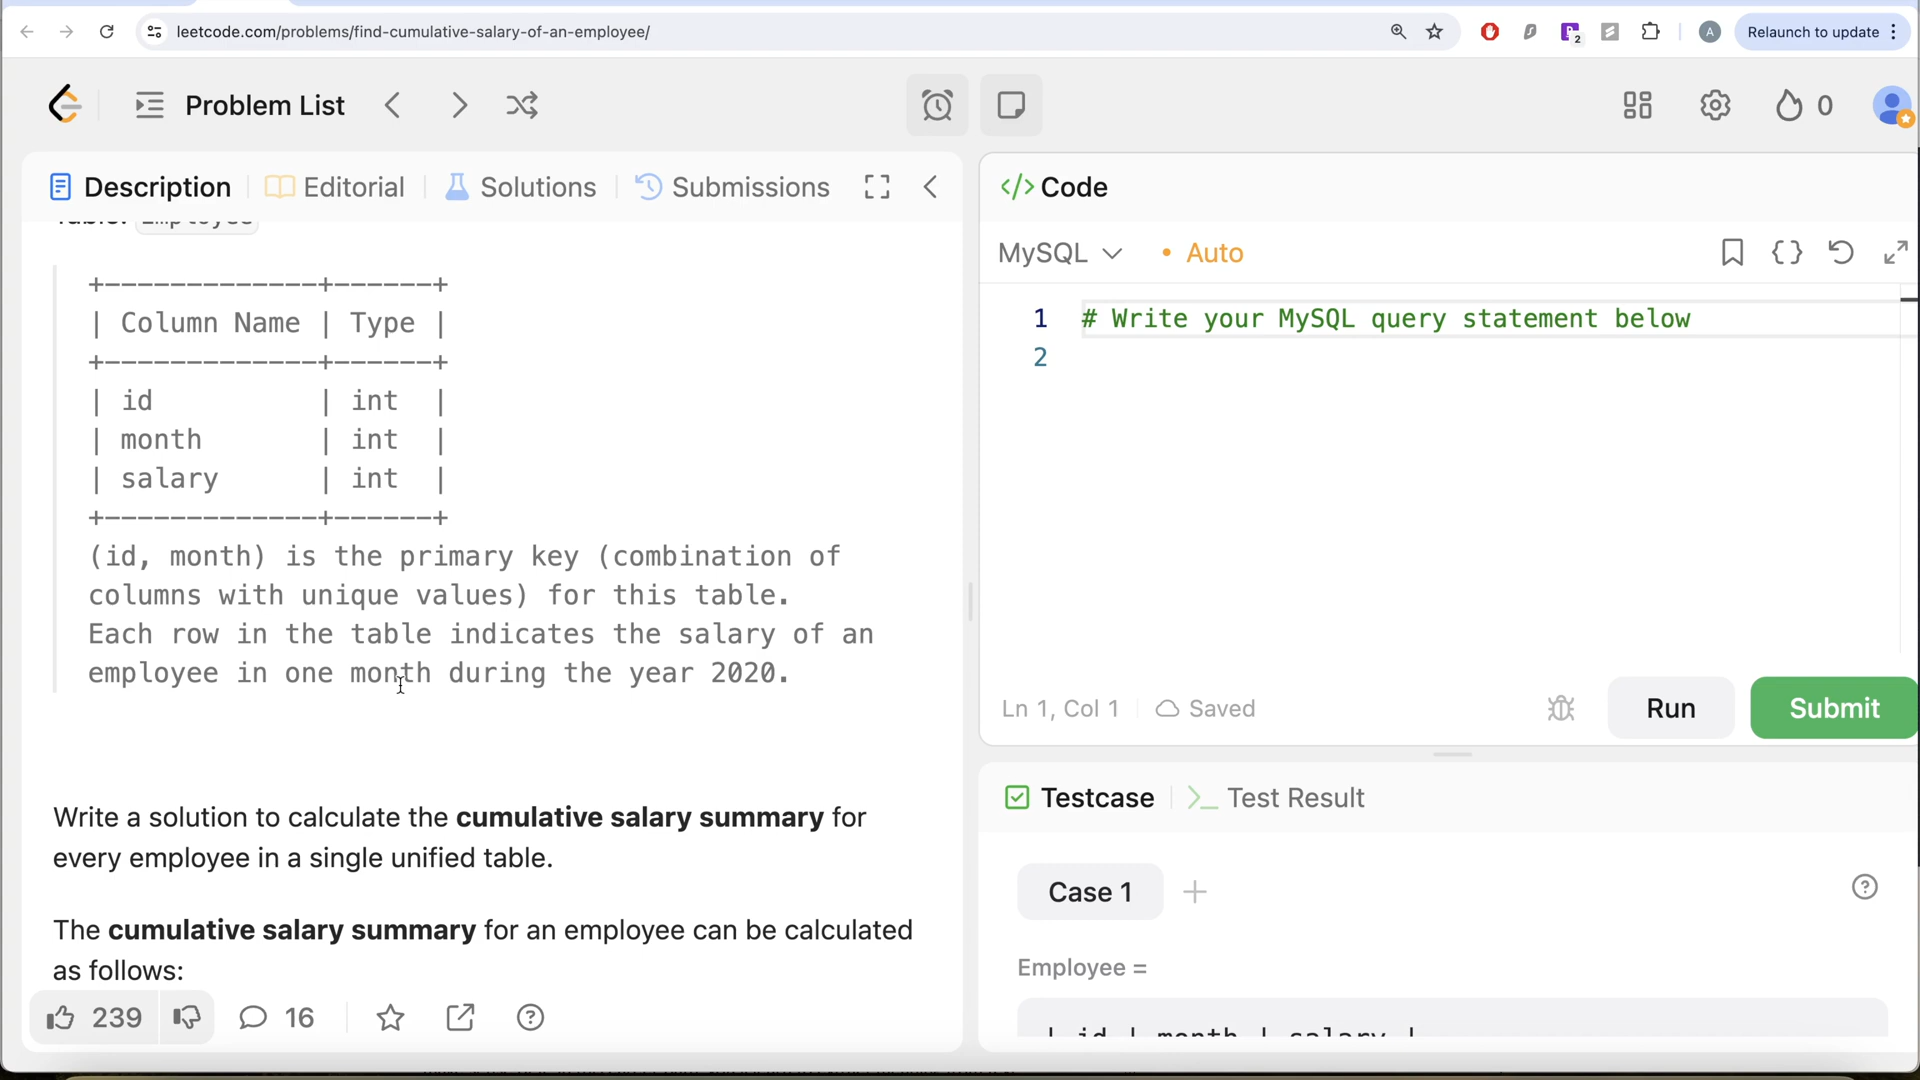 leetcode.com/problems/find-cumulative-salary-of-an-employee/
2
A
Relaunch to update
Problem List
0
Description
Editorial
Solutions
Submissions
Table: Employee
+-------------+------+
| Column Name | Type |
+-------------+------+
| id          | int  |
| month       | int  |
| salary      | int  |
+-------------+------+
(id, month) is the primary key (combination of
columns with unique values) for this table.
Each row in the table indicates the salary of an
employee in one month during the year 2020.
Write a solution to calculate the cumulative salary summary for
every employee in a single unified table.
The cumulative salary summary for an employee can be calculated
as follows:
239
16
</> Code
MySQL
• Auto
1 # Write your MySQL query statement below
2
Ln 1, Col 1
Saved
Run
Submit
Testcase
Test Result
Case 1
Employee =
| id | month | salary |